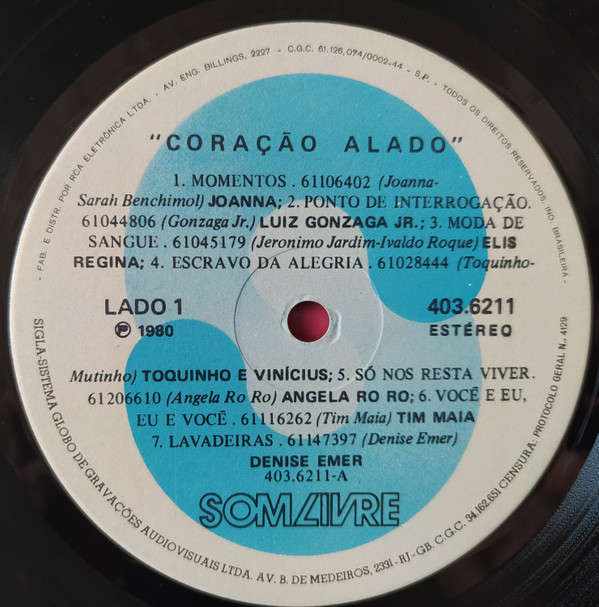 - FAB. E DISTR. POR RCA ELETRÔNICA LTDA. - AV. ENG. BILLINGS, 2227 - C.G.C. 61.126.074/0002-44 - S.P. - TODOS OS DIREITOS RESERVADOS. IND. BRASILEIRA -
"CORAÇÃO ALADO"
1. MOMENTOS . 61106402 (Joanna-
Sarah Benchimol) JOANNA; 2. PONTO DE INTERROGAÇÃO.
61044806 (Gonzaga Jr.) LUIZ GONZAGA JR.; 3. MODA DE
SANGUE . 61045179 (Jeronimo Jardim-Ivaldo Roque) ELIS
REGINA; 4. ESCRAVO DA ALEGRIA . 61028444 (Toquinho-
LADO 1
℗ 1980
403.6211
ESTÉREO
Mutinho) TOQUINHO E VINÍCIUS; 5. SÓ NOS RESTA VIVER.
61206610 (Angela Ro Ro) ANGELA RO RO; 6. VOCÊ E EU,
EU E VOCÊ . 61116262 (Tim Maia) TIM MAIA
7. LAVADEIRAS . 61147397 (Denise Emer)
DENISE EMER
403.6211-A
SOM LIVRE
SIGLA-SISTEMA GLOBO DE GRAVAÇÕES AUDIOVISUAIS LTDA. AV. B. DE MEDEIROS, 2331-RJ-GB. C.G.C. 34.162.651 CENSURA: PROTOCOLO GERAL N.. 4129